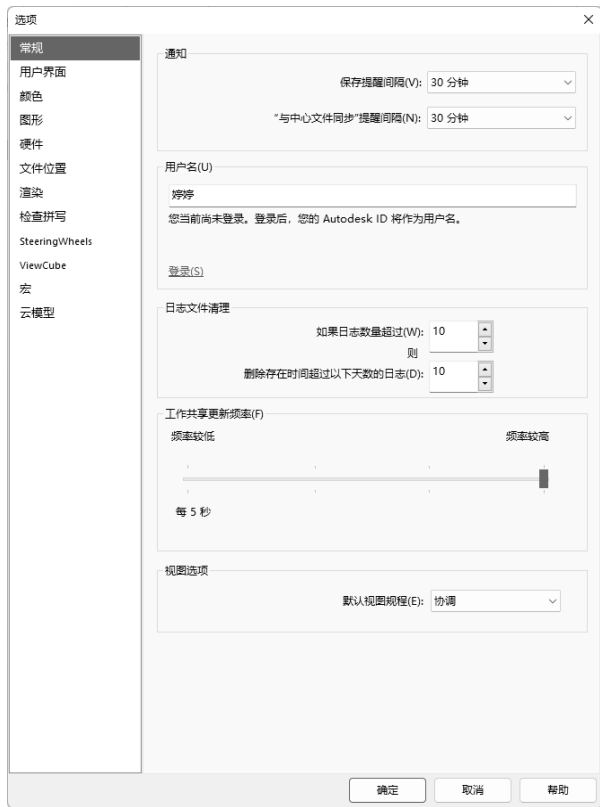 选项
常规
用户界面
颜色
图形
硬件
文件位置
渲染
检查拼写
SteeringWheels
ViewCube
宏
云模型
通知
保存提醒间隔(V): 30 分钟
“与中心文件同步”提醒间隔(N): 30 分钟
用户名(U)
婷婷
您当前尚未登录。登录后，您的 Autodesk ID 将作为用户名。
登录(S)
日志文件清理
如果日志数量超过(W): 10
则
删除存在时间超过以下天数的日志(D): 10
工作共享更新频率(F)
频率较低 频率较高
每 5 秒
视图选项
默认视图规程(E): 协调
确定 取消 帮助